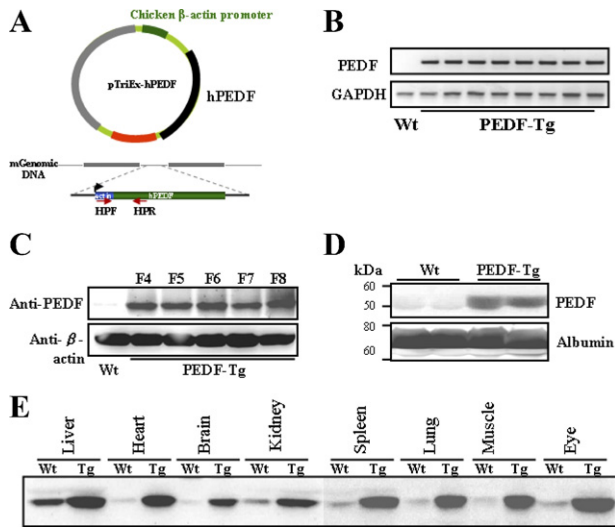 A
Chicken β-actin promoter
pTriEx-hPEDF
hPEDF
mGenomic
DNA
actin
hPEDF
HPF
HPR
B
PEDF
GAPDH
Wt
PEDF-Tg
C
F4 F5 F6 F7 F8
Anti-PEDF
Anti- β-
actin
Wt
PEDF-Tg
D
kDa
Wt
PEDF-Tg
60
50
PEDF
80
60
Albumin
E
Liver Heart Brain Kidney Spleen Lung Muscle Eye
Wt Tg Wt Tg Wt Tg Wt Tg Wt Tg Wt Tg Wt Tg Wt Tg